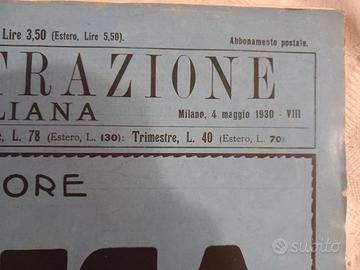 Lire 3,50 (Estero, Lire 5,50).
Abbonamento postale.
TRAZIONE
LIANA
Milano, 4 maggio 1930 - VIII
L. 78 (Estero, L. 130): Trimestre, L. 40 (Estero, L. 70).
ORE
subito